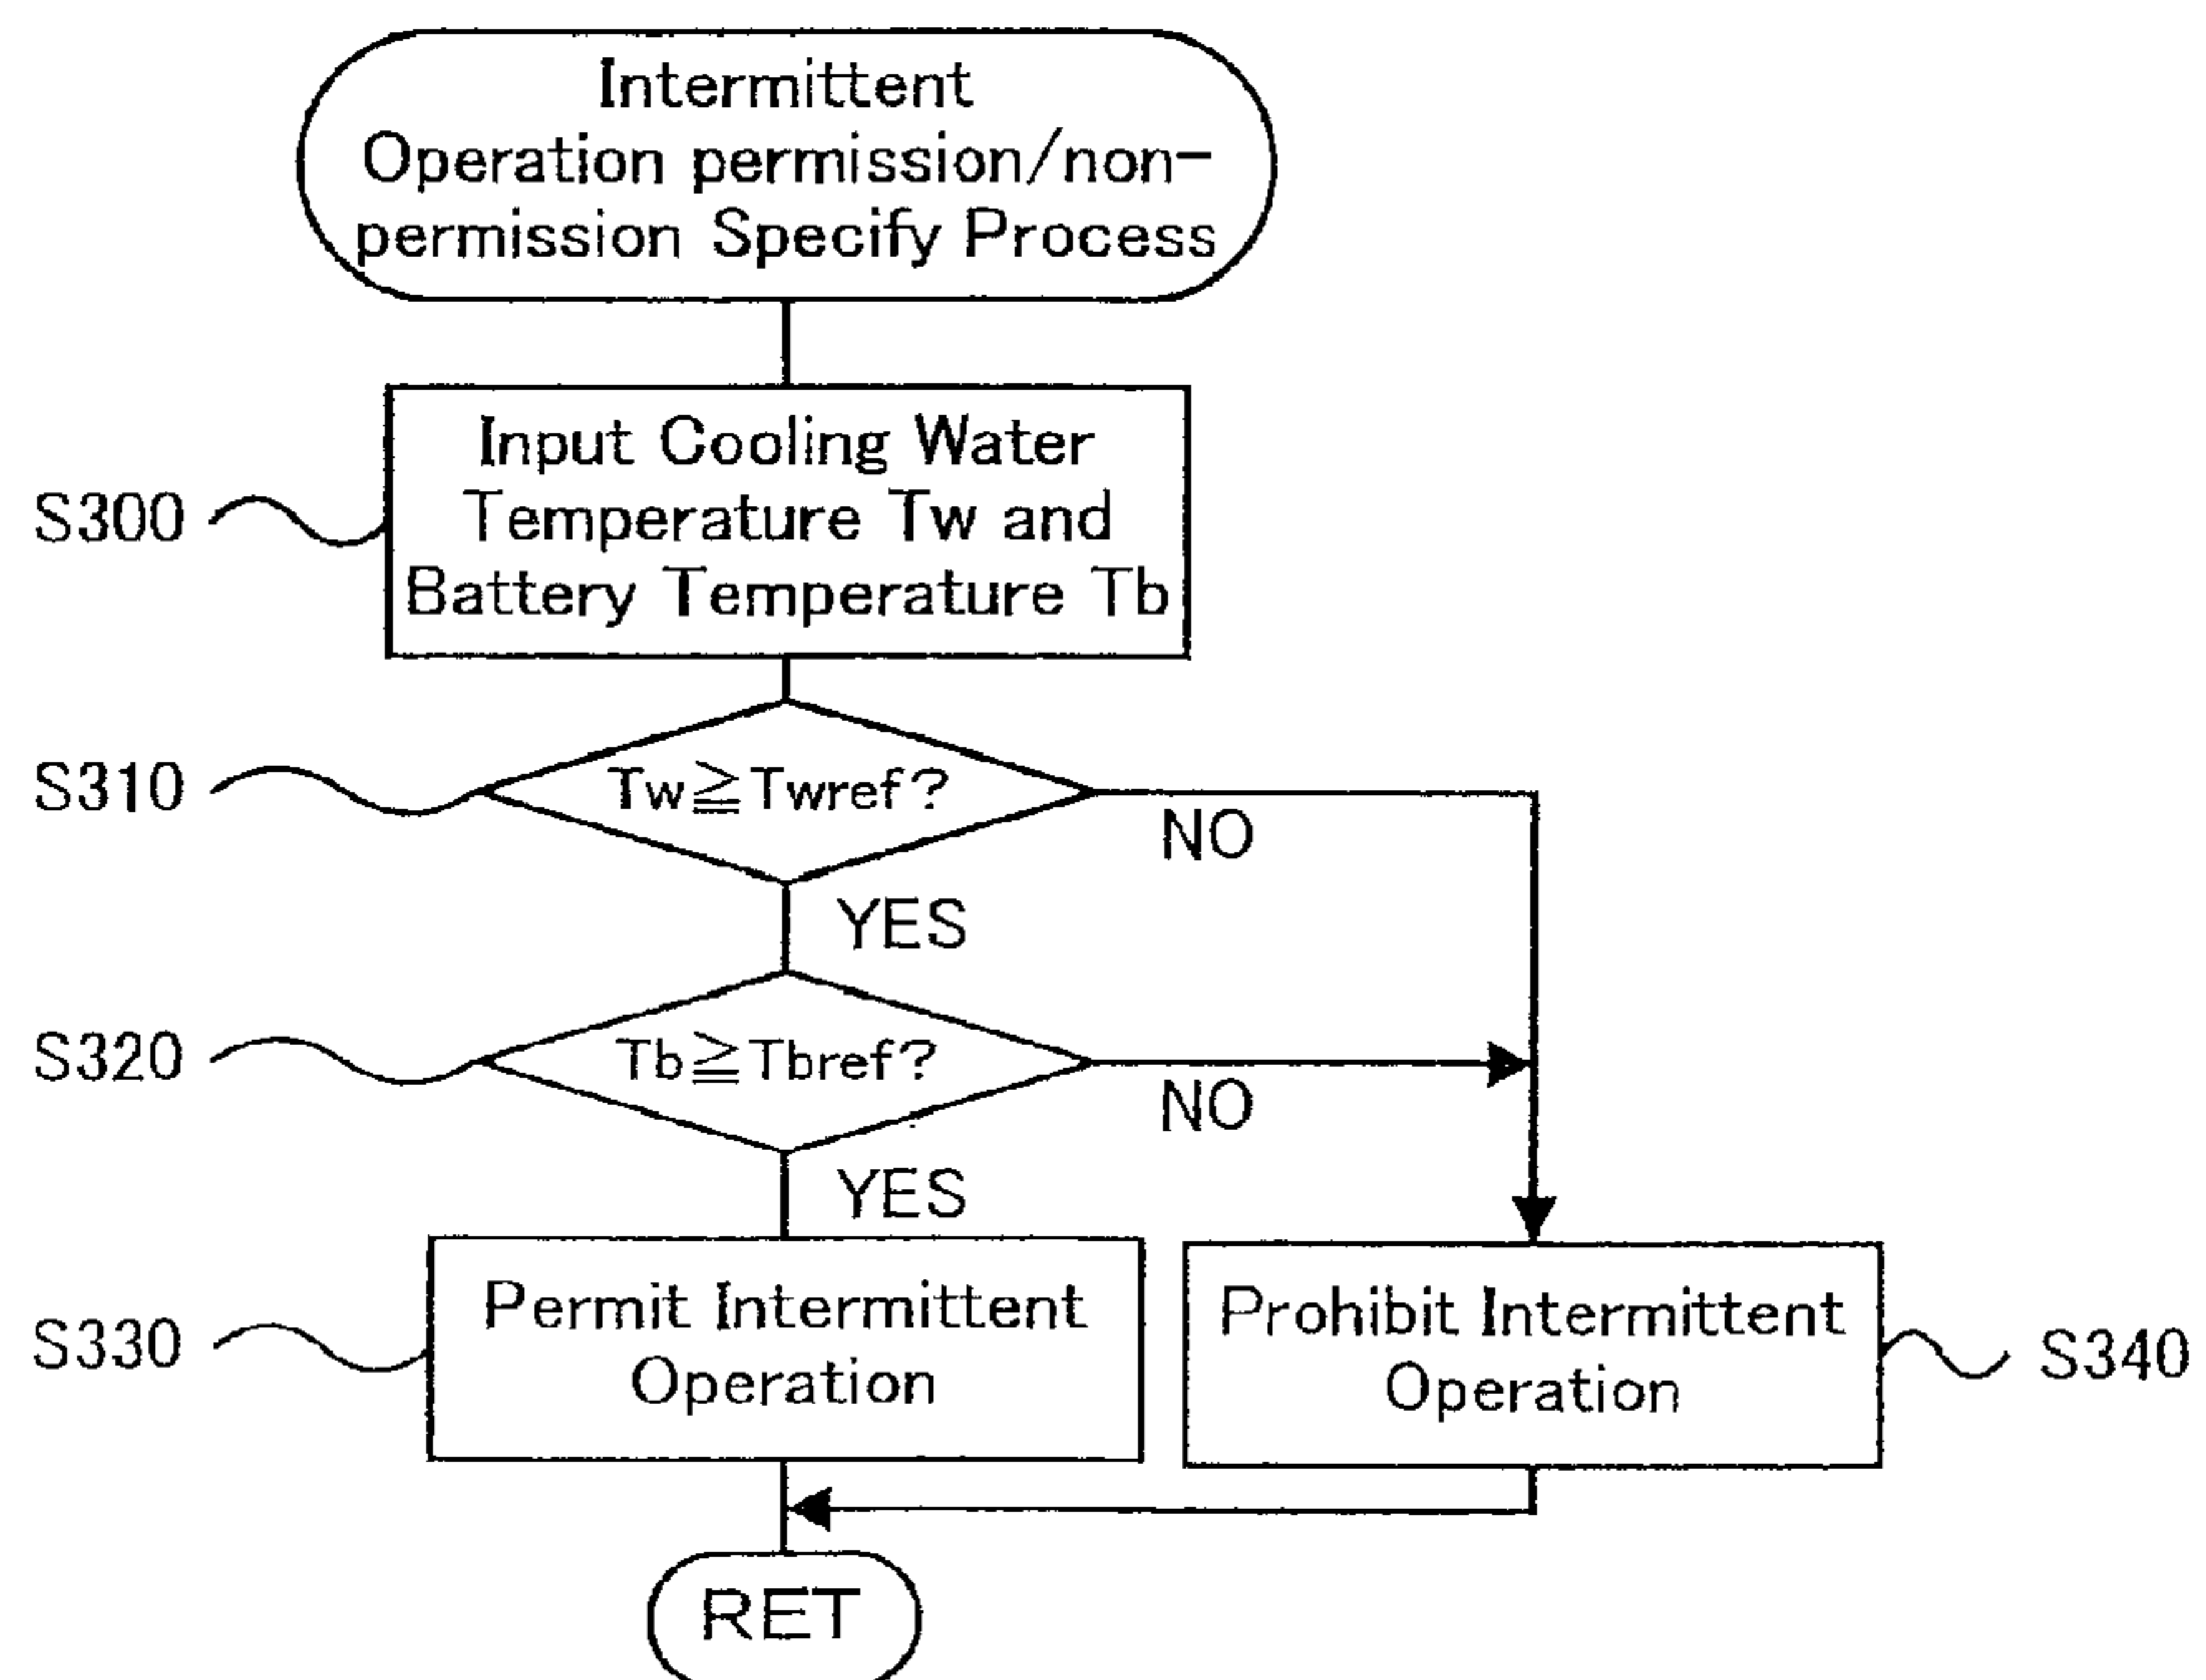 Intermittent
Operation permission/non-
permission Specify Process
Input Cooling Water
Temperature Tw and
Battery Temperature Tb
S300
S310
Tw≧Twref?
NO
YES
S320
Tb≧Tbref?
NO
YES
S330
Permit Intermittent
Operation
Prohibit Intermittent
Operation
S340
RET